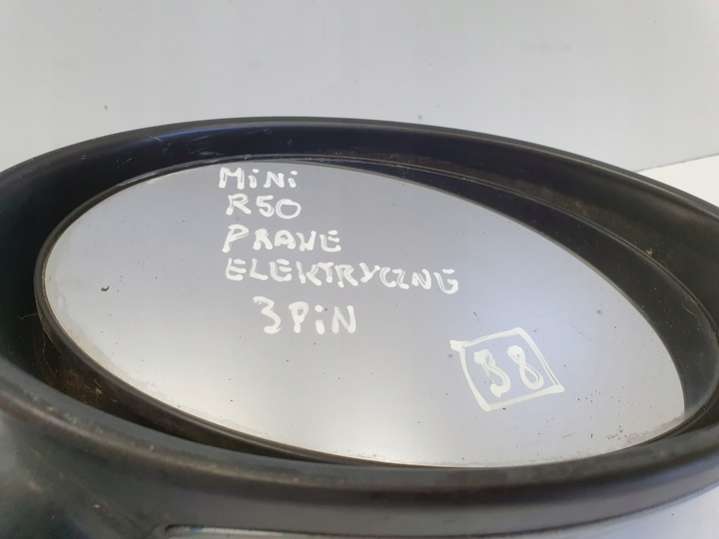 MiNi
R50
PRAWE
ELEKTRYCZNE
3PiN
38